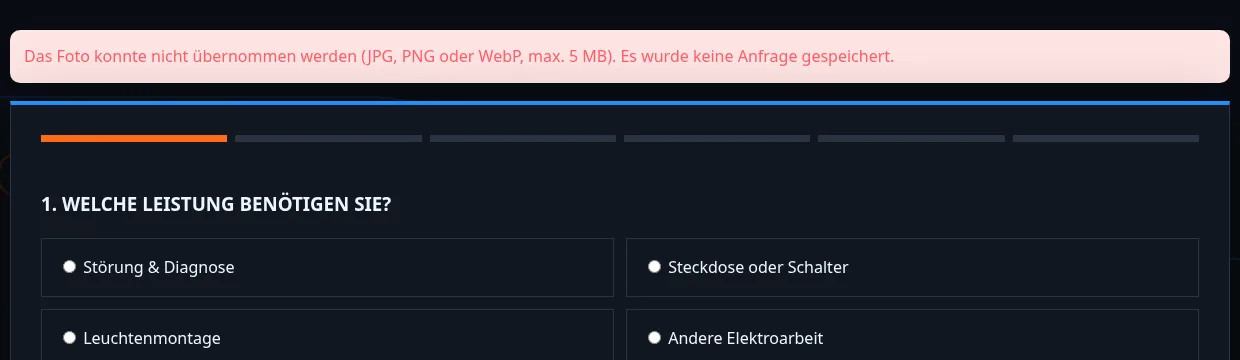 Das Foto konnte nicht übernommen werden (JPG, PNG oder WebP, max. 5 MB). Es wurde keine Anfrage gespeichert.
1. WELCHE LEISTUNG BENÖTIGEN SIE?
Störung & Diagnose
Steckdose oder Schalter
Leuchtenmontage
Andere Elektroarbeit